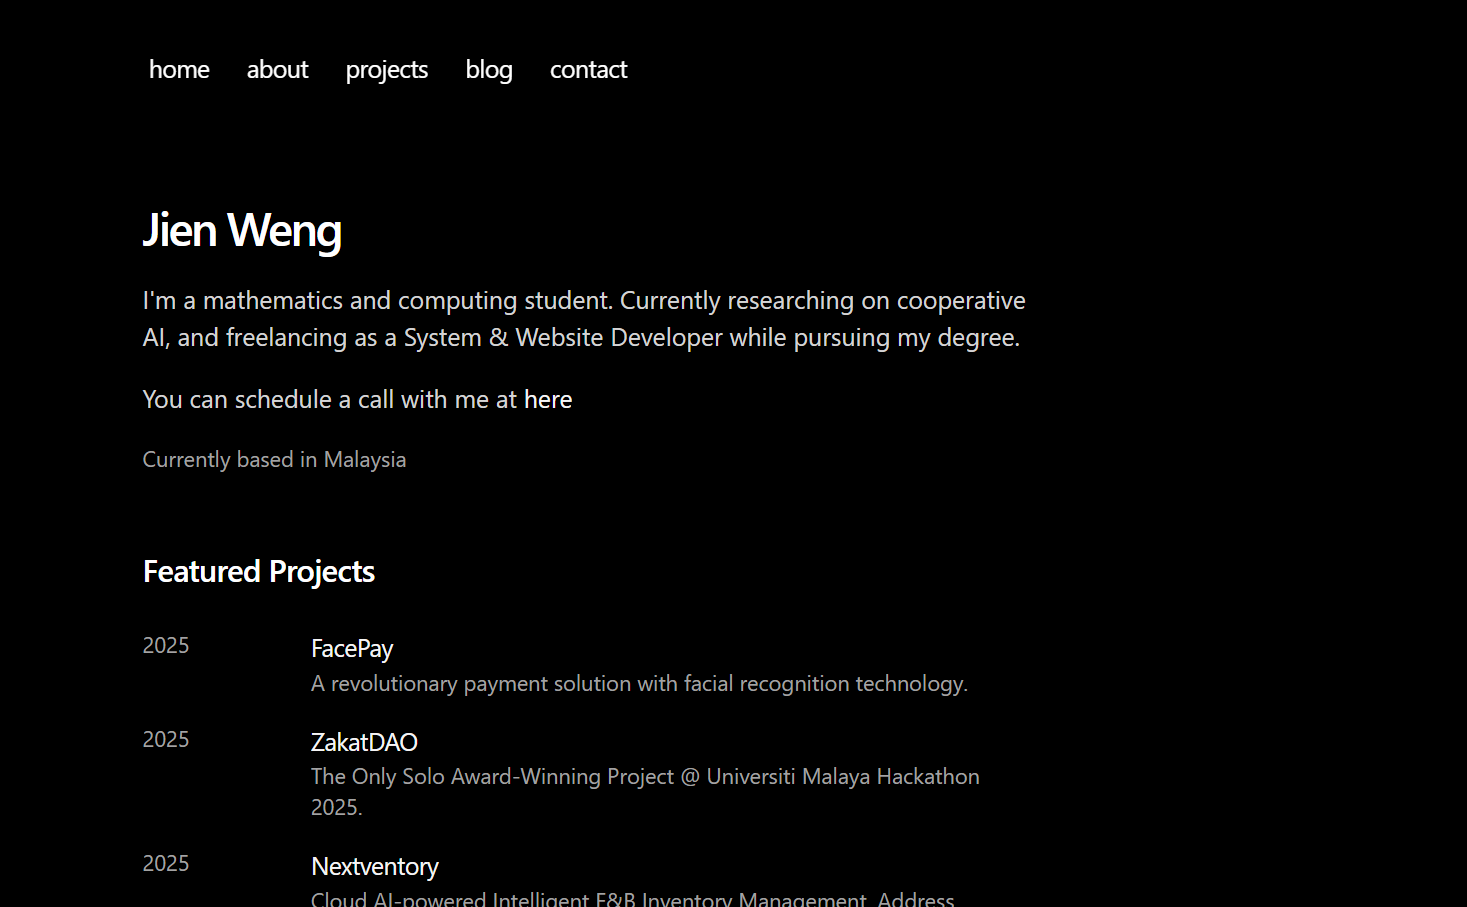 home about projects blog contact
Jien Weng
I'm a mathematics and computing student. Currently researching on cooperative
AI, and freelancing as a System & Website Developer while pursuing my degree.
You can schedule a call with me at here
Currently based in Malaysia
Featured Projects
2025 FacePay
A revolutionary payment solution with facial recognition technology.
2025 ZakatDAO
The Only Solo Award-Winning Project @ Universiti Malaya Hackathon
2025.
2025 Nextventory
Cloud AI-powered Intelligent F&B Inventory Management. Address